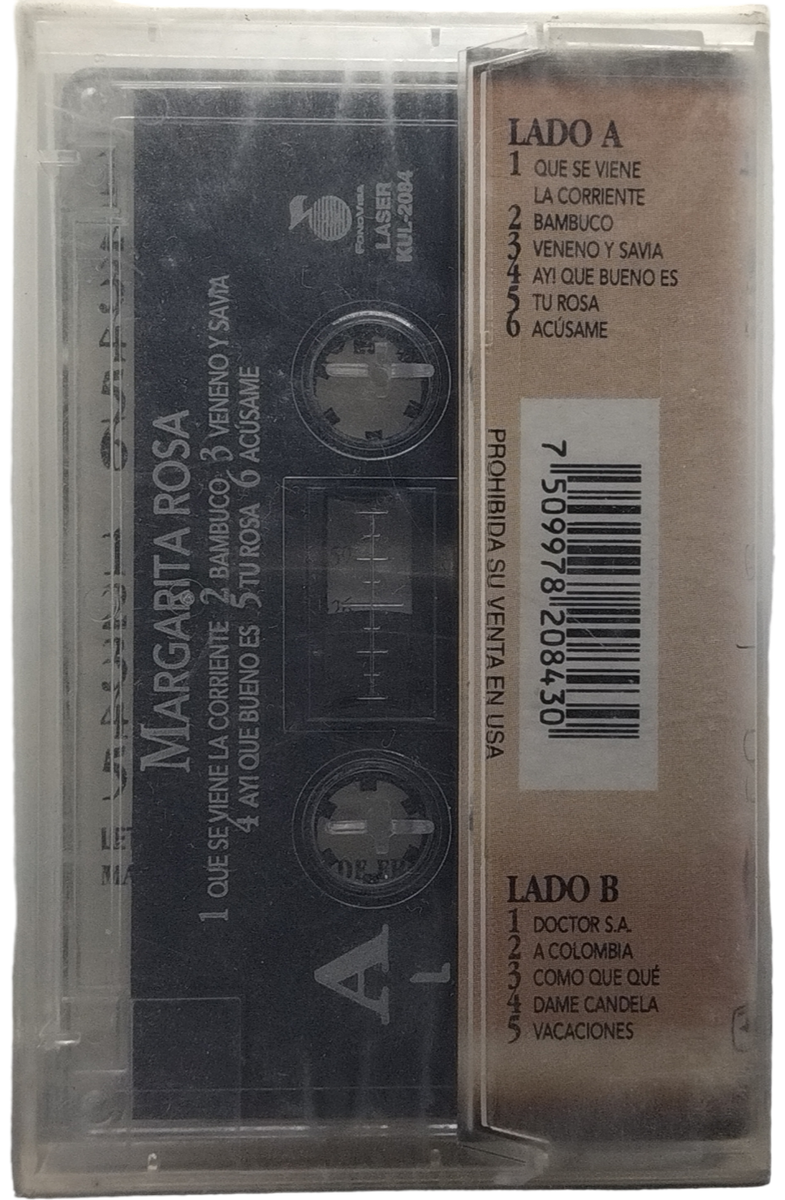 MARGARITA ROSA
1 QUE SE VIENE LA CORRIENTE 2 BAMBUCO 3 VENENO Y SAVIA
4 AY! QUE BUENO ES 5 TU ROSA 6 ACÚSAME
FONOVISA
LASER
KUL-2084
A
DE
LADO A
1 QUE SE VIENE
LA CORRIENTE
2 BAMBUCO
3 VENENO Y SAVIA
4 AY! QUE BUENO ES
5 TU ROSA
6 ACÚSAME
PROHIBIDA SU VENTA EN USA
7 509978 208430
LADO B
1 DOCTOR S.A.
2 A COLOMBIA
3 COMO QUE QUÉ
4 DAME CANDELA
5 VACACIONES